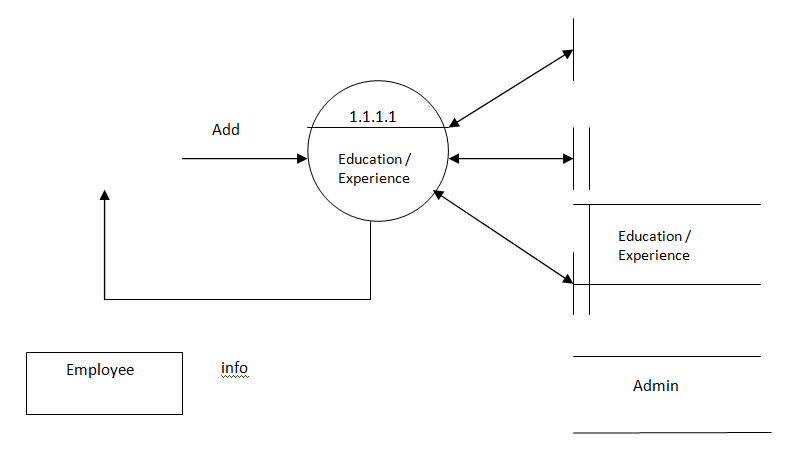 1.1.1.1
Add
Education /
Experience
Education /
Experience
Employee
info
Admin